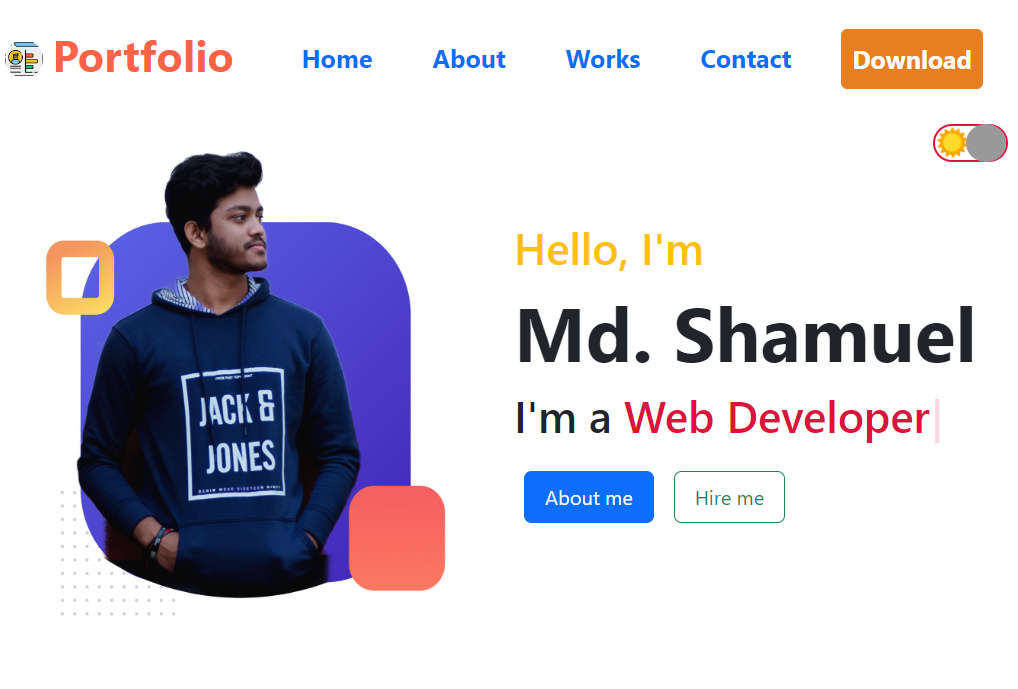 Portfolio
Home
About
Works
Contact
Download
Hello, I'm
Md. Shamuel
I'm a Web Developer
About me
Hire me
JACK &
JONES